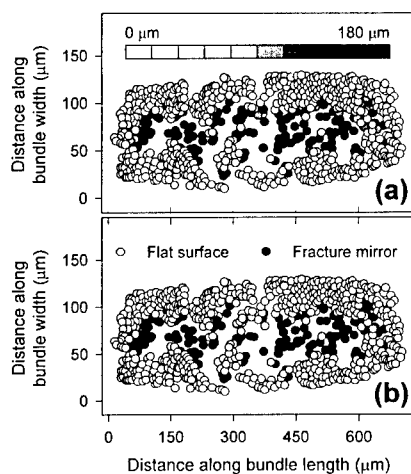 0 μm 180 μm
150
100
50
0
Distance along
bundle width (μm)
(a)
Flat surface Fracture mirror
150
100
50
0
Distance along
bundle width (μm)
(b)
0 150 300 450 600
Distance along bundle length (μm)